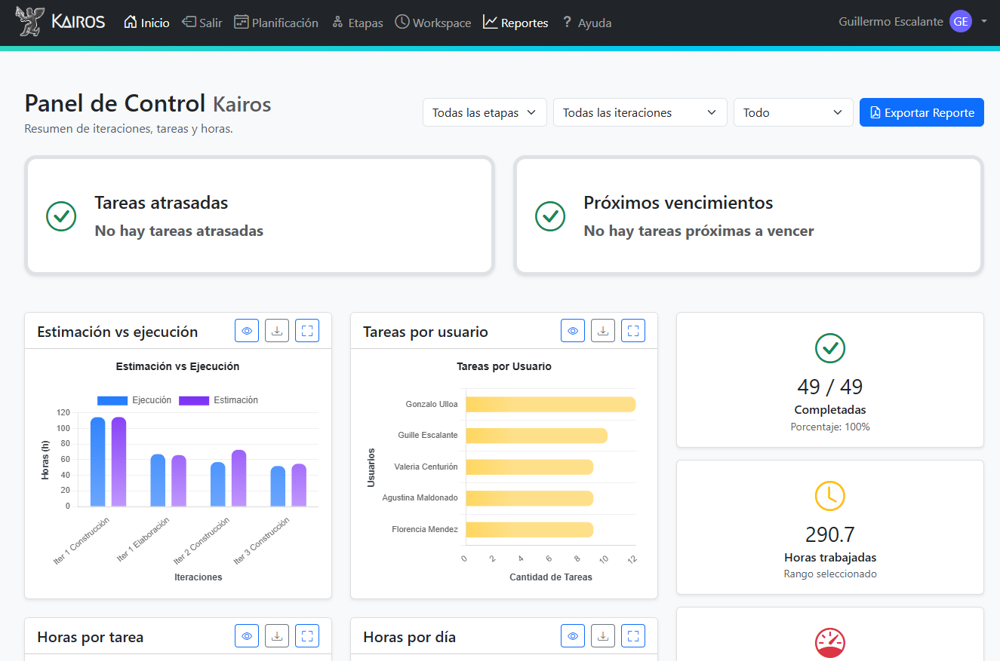 KAIROS Inicio Salir Planificación Etapas Workspace Reportes ? Ayuda Guillermo Escalante GE
Panel de Control Kairos
Resumen de iteraciones, tareas y horas.
Todas las etapas Todas las iteraciones Todo Exportar Reporte
Tareas atrasadas
No hay tareas atrasadas
Próximos vencimientos
No hay tareas próximas a vencer
Estimación vs ejecución
Estimación vs Ejecución
Ejecución Estimación
Horas (h)
120
100
80
60
40
20
0
Iter 1 Construcción
Iter 1 Elaboración
Iter 2 Construcción
Iter 3 Construcción
Iteraciones
Tareas por usuario
Tareas por Usuario
Usuarios
Gonzalo Ulloa
Guille Escalante
Valeria Centurión
Agustina Maldonado
Florencia Mendez
0 2 4 6 8 10 12
Cantidad de Tareas
49 / 49
Completadas
Porcentaje: 100%
290.7
Horas trabajadas
Rango seleccionado
Horas por tarea
Horas por día